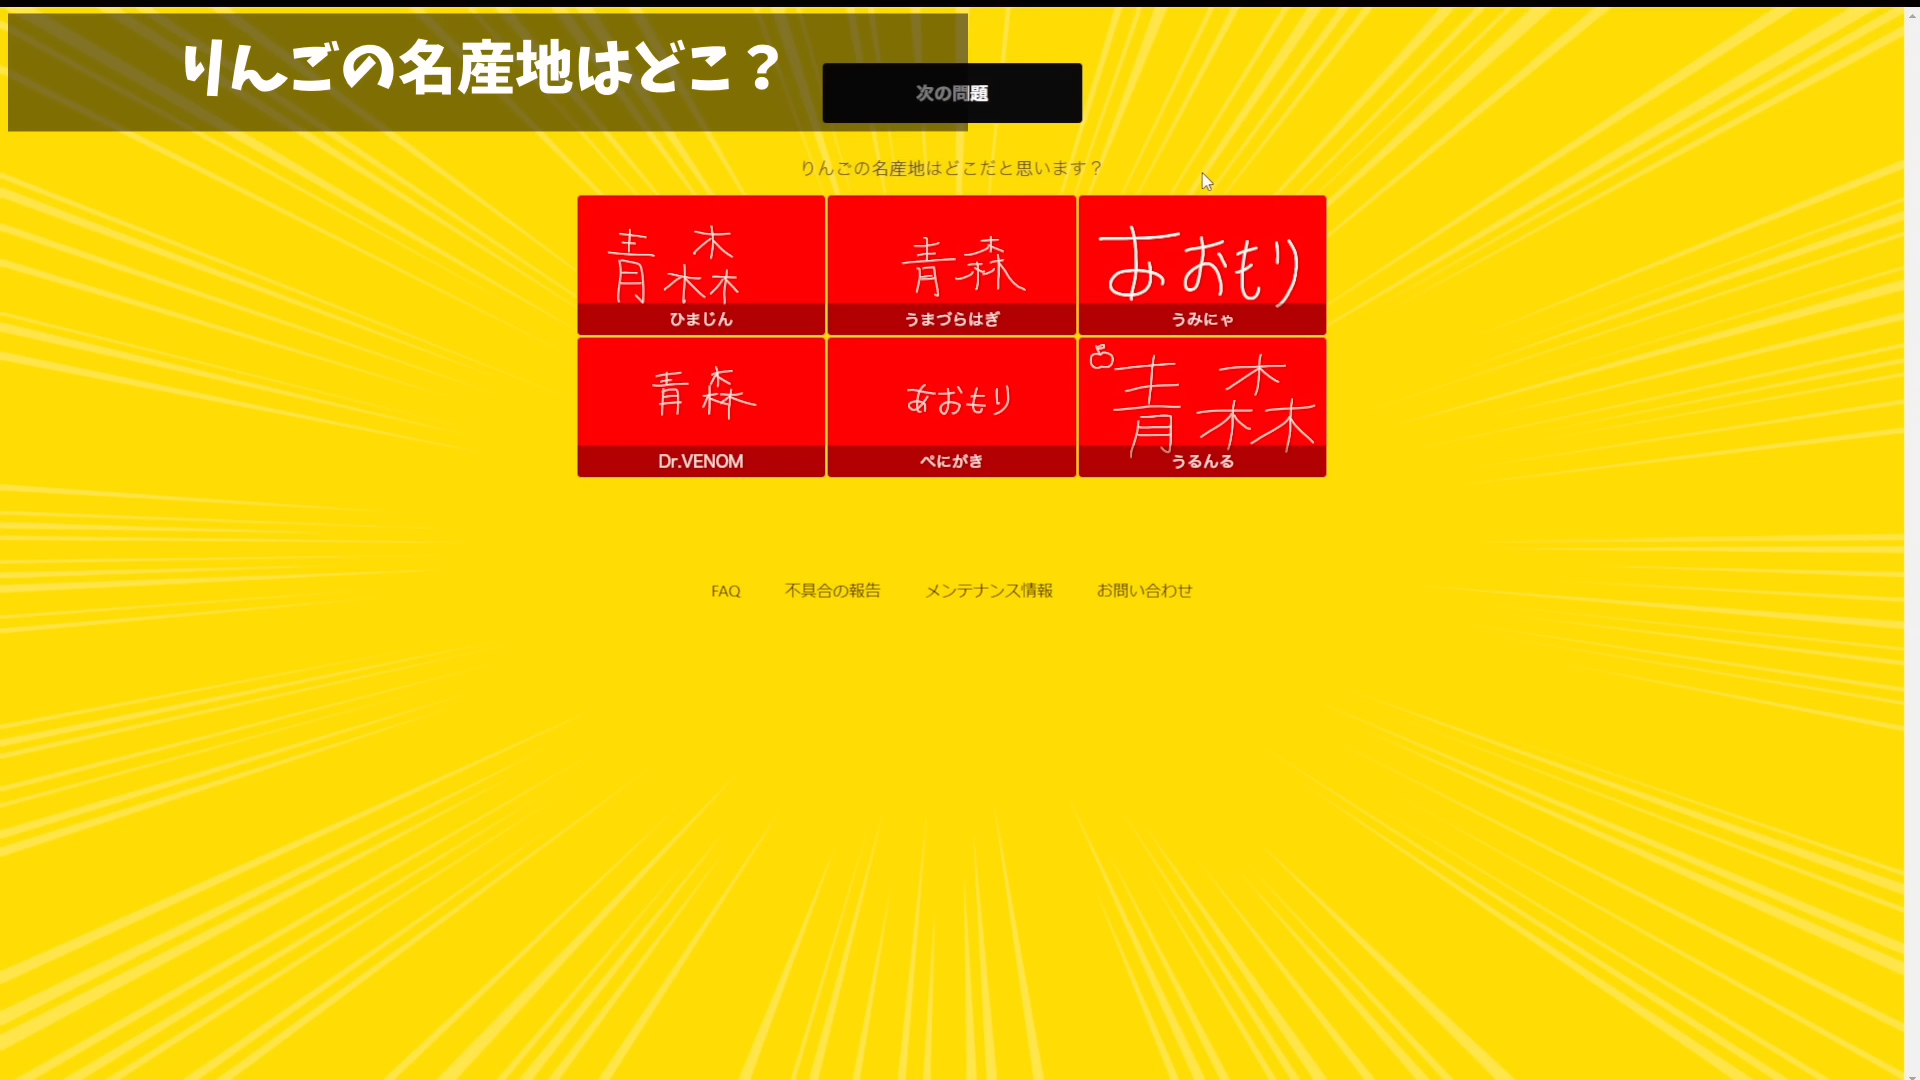 りんごの名産地はどこ？
次の問題
りんごの名産地はどこだと思います？
青森
ひまじん
青森
うまづらはぎ
あおもり
うみにゃ
青森
Dr.VENOM
あおもり
べにがき
青森
うるんる
FAQ 不具合の報告 メンテナンス情報 お問い合わせ